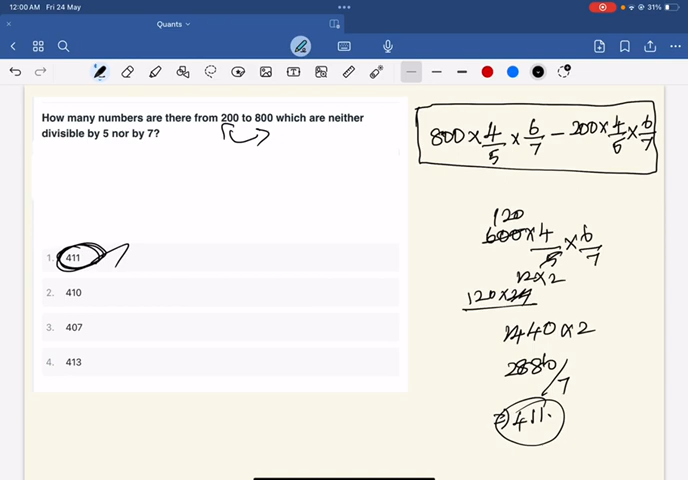 12:00 AM Fri 24 May
31%
Quants
How many numbers are there from 200 to 800 which are neither
divisible by 5 nor by 7?
1. 411
2. 410
3. 407
4. 413
800 × 4/5 × 6/7 − 200 × 4/5 × 6/7
120
600 × 4/5 × 6/7
120 × 24
1440 × 2
2880/7
⇒ 411.